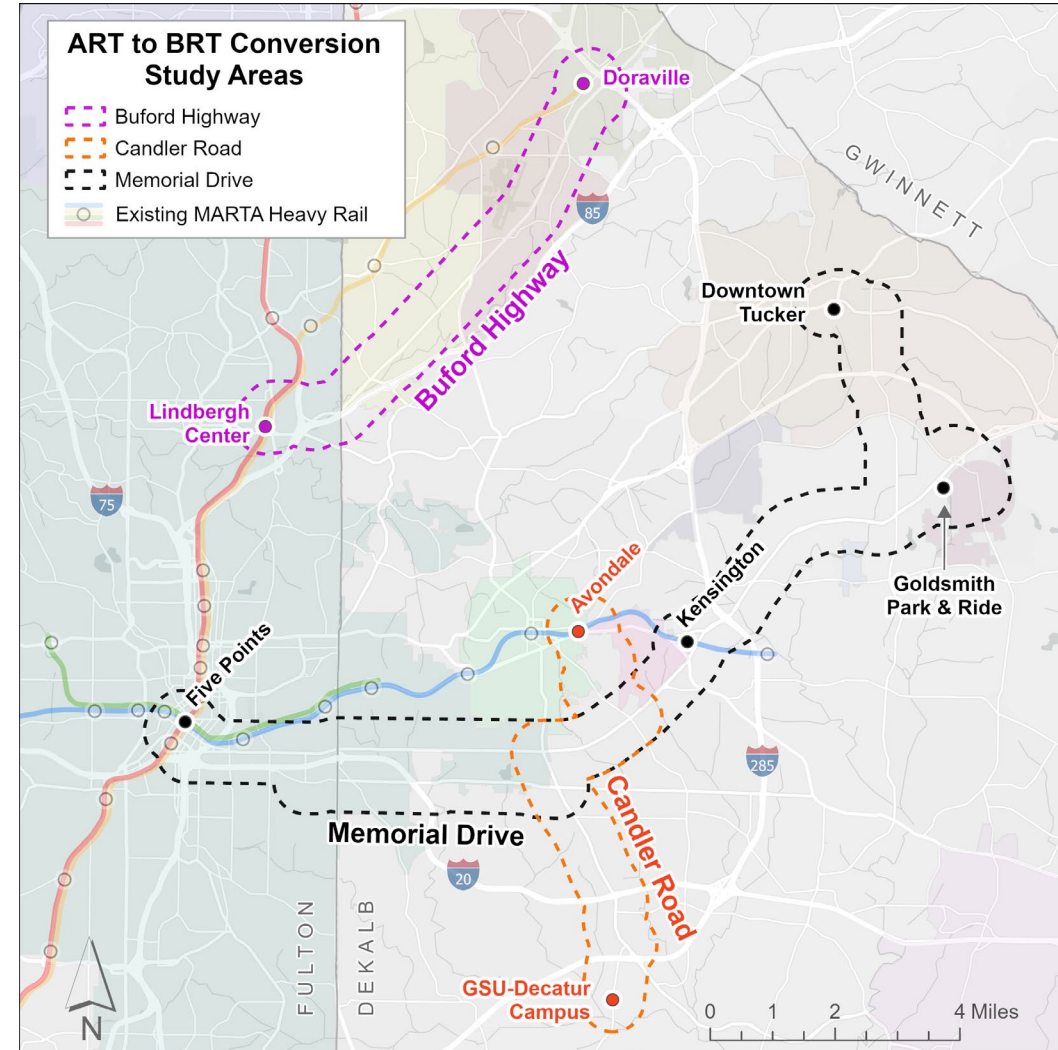 ART to BRT Conversion
Study Areas
Buford Highway
Candler Road
Memorial Drive
Existing MARTA Heavy Rail
Doraville
GWINNETT
85
Buford Highway
Downtown
Tucker
Lindbergh
Center
75
Goldsmith
Park & Ride
Avondale
Kensington
Five Points
285
Memorial Drive
Candler Road
20
FULTON
DEKALB
GSU-Decatur
Campus
N
0 2 4 Miles